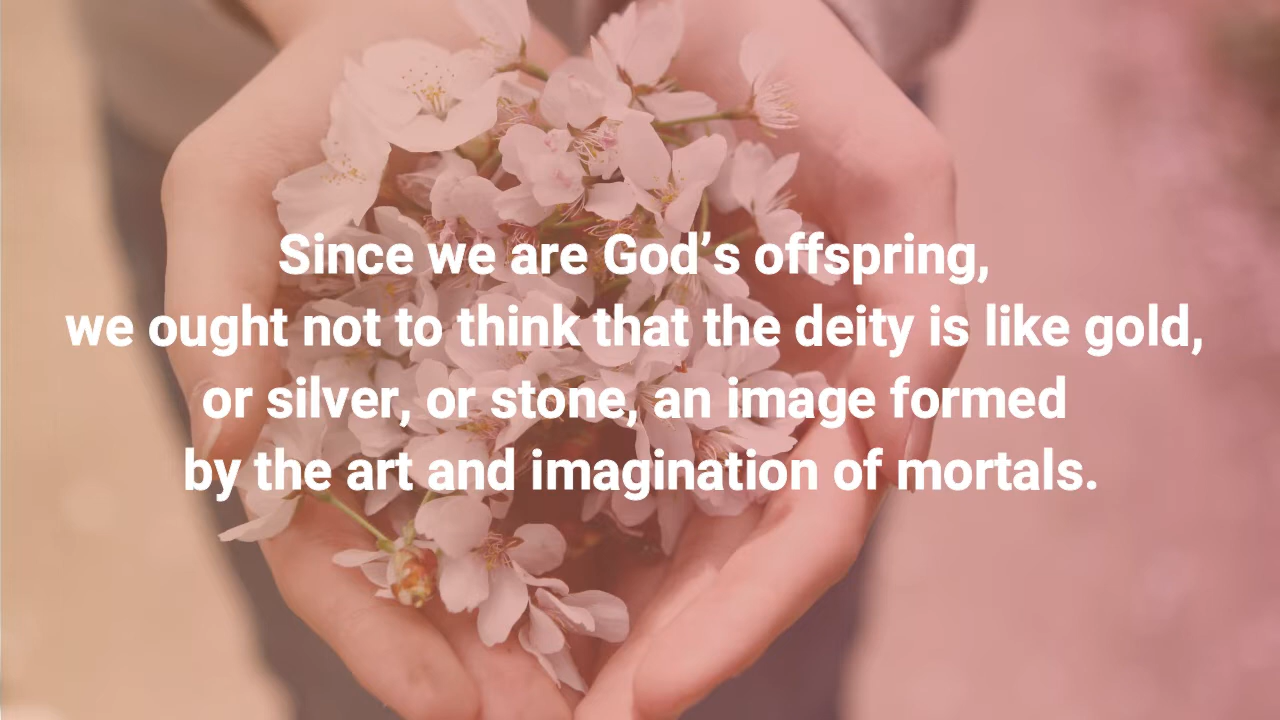 Since we are God’s offspring,
we ought not to think that the deity is like gold,
or silver, or stone, an image formed
by the art and imagination of mortals.